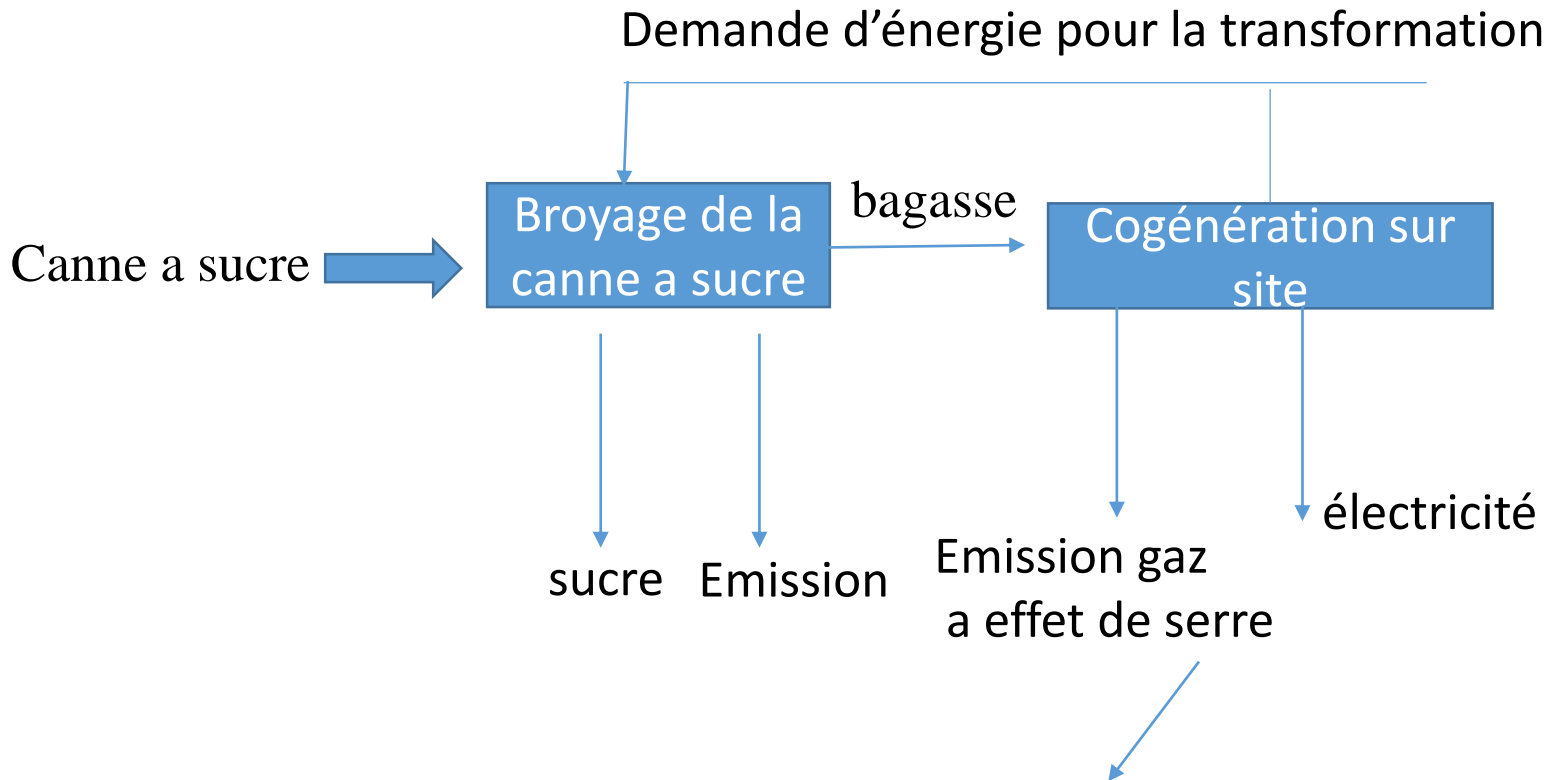 Demande d’énergie pour la transformation
Canne a sucre
Broyage de la
canne a sucre
bagasse
Cogénération sur
site
sucre
Emission
Emission gaz
a effet de serre
électricité